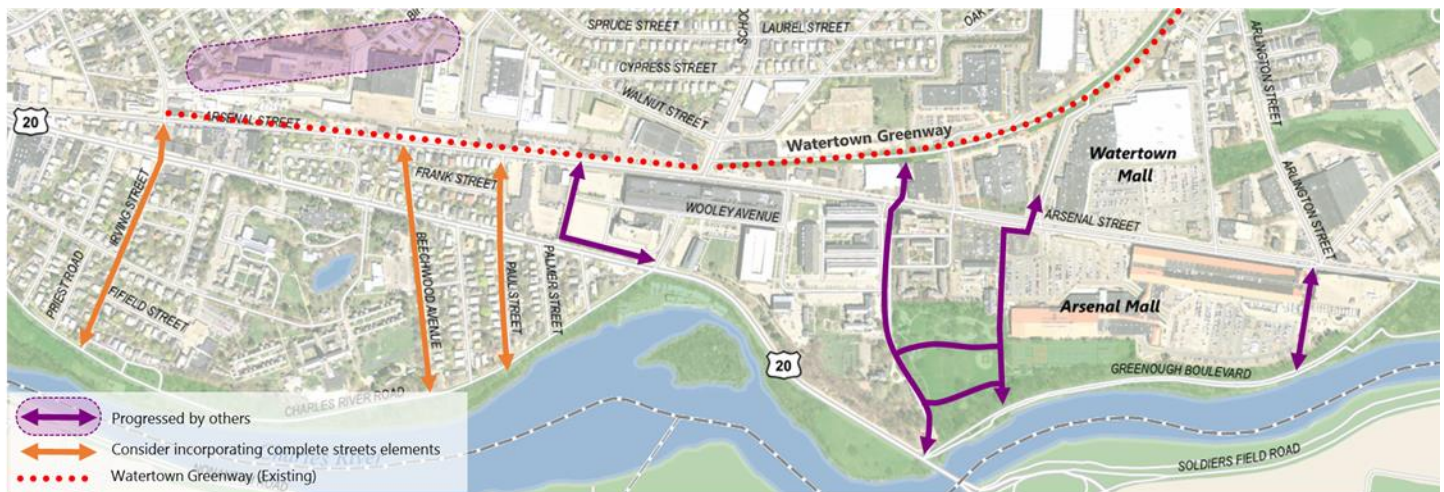 SPRUCE STREET
LAUREL STREET
CYPRESS STREET
WALNUT STREET
ARLINGTON STREET
20
ARSENAL STREET
Watertown Greenway
Watertown
Mall
FRANK STREET
WOOLEY AVENUE
ARSENAL STREET
ARLINGTON STREET
IRVING STREET
PRIEST ROAD
FIFIELD STREET
BEECHWOOD AVENUE
PAUL STREET
PALMER STREET
Arsenal Mall
20
GREENOUGH BOULEVARD
CHARLES RIVER ROAD
SOLDIERS FIELD ROAD
Progressed by others
Consider incorporating complete streets elements
Watertown Greenway (Existing)